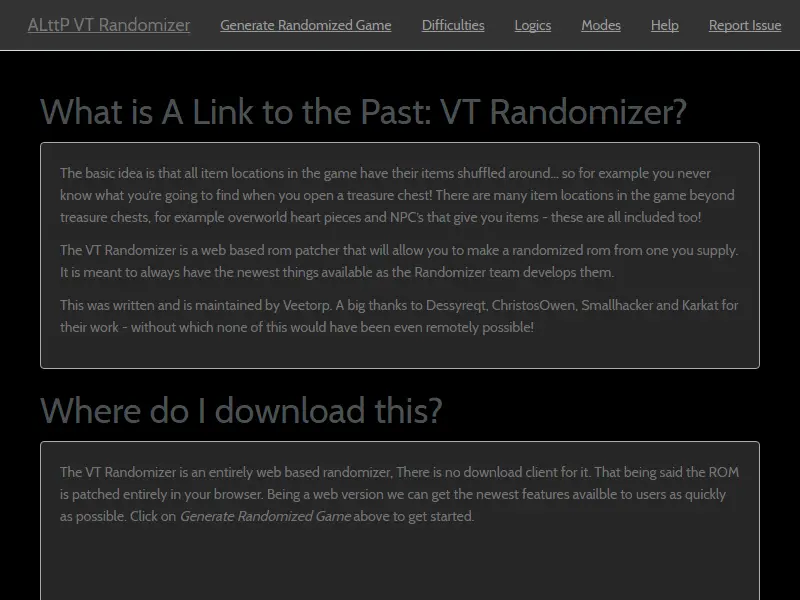 ALttP VT Randomizer Generate Randomized Game Difficulties Logics Modes Help Report Issue
What is A Link to the Past: VT Randomizer?
The basic idea is that all item locations in the game have their items shuffled around... so for example you never
know what you're going to find when you open a treasure chest! There are many item locations in the game beyond
treasure chests, for example overworld heart pieces and NPC's that give you items - these are all included too!
The VT Randomizer is a web based rom patcher that will allow you to make a randomized rom from one you supply.
It is meant to always have the newest things available as the Randomizer team develops them.
This was written and is maintained by Veetorp. A big thanks to Dessyreqt, ChristosOwen, Smallhacker and Karkat for
their work - without which none of this would have been even remotely possible!
Where do I download this?
The VT Randomizer is an entirely web based randomizer, There is no download client for it. That being said the ROM
is patched entirely in your browser. Being a web version we can get the newest features availble to users as quickly
as possible. Click on Generate Randomized Game above to get started.